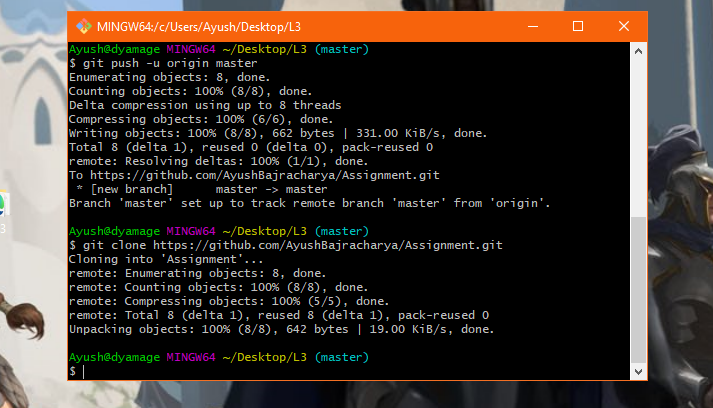 MINGW64:/c/Users/Ayush/Desktop/L3
Ayush@dyamage MINGW64 ~/Desktop/L3 (master)
$ git push -u origin master
Enumerating objects: 8, done.
Counting objects: 100% (8/8), done.
Delta compression using up to 8 threads
Compressing objects: 100% (6/6), done.
Writing objects: 100% (8/8), 662 bytes | 331.00 KiB/s, done.
Total 8 (delta 1), reused 0 (delta 0), pack-reused 0
remote: Resolving deltas: 100% (1/1), done.
To https://github.com/AyushBajracharya/Assignment.git
 * [new branch]      master -> master
Branch 'master' set up to track remote branch 'master' from 'origin'.
Ayush@dyamage MINGW64 ~/Desktop/L3 (master)
$ git clone https://github.com/AyushBajracharya/Assignment.git
Cloning into 'Assignment'...
remote: Enumerating objects: 8, done.
remote: Counting objects: 100% (8/8), done.
remote: Compressing objects: 100% (5/5), done.
remote: Total 8 (delta 1), reused 8 (delta 1), pack-reused 0
Unpacking objects: 100% (8/8), 642 bytes | 19.00 KiB/s, done.
Ayush@dyamage MINGW64 ~/Desktop/L3 (master)
$
3